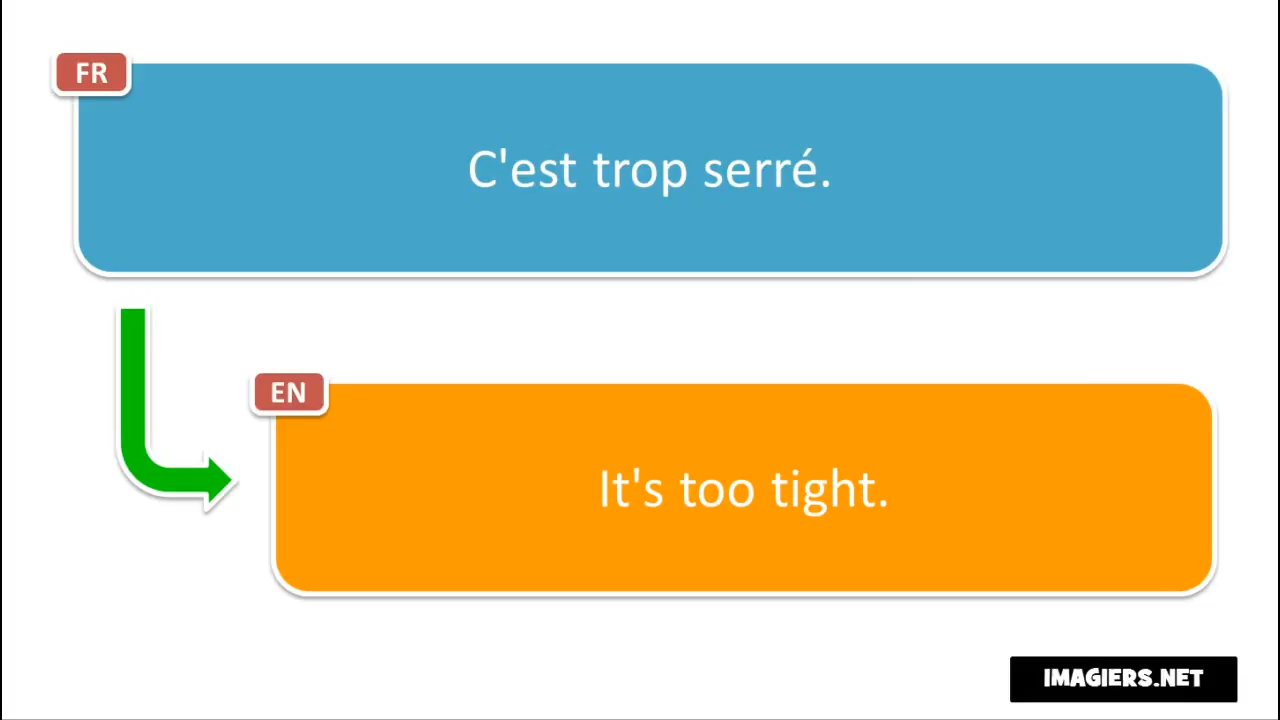 FR
C'est trop serré.
EN
It's too tight.
IMAGIERS.NET